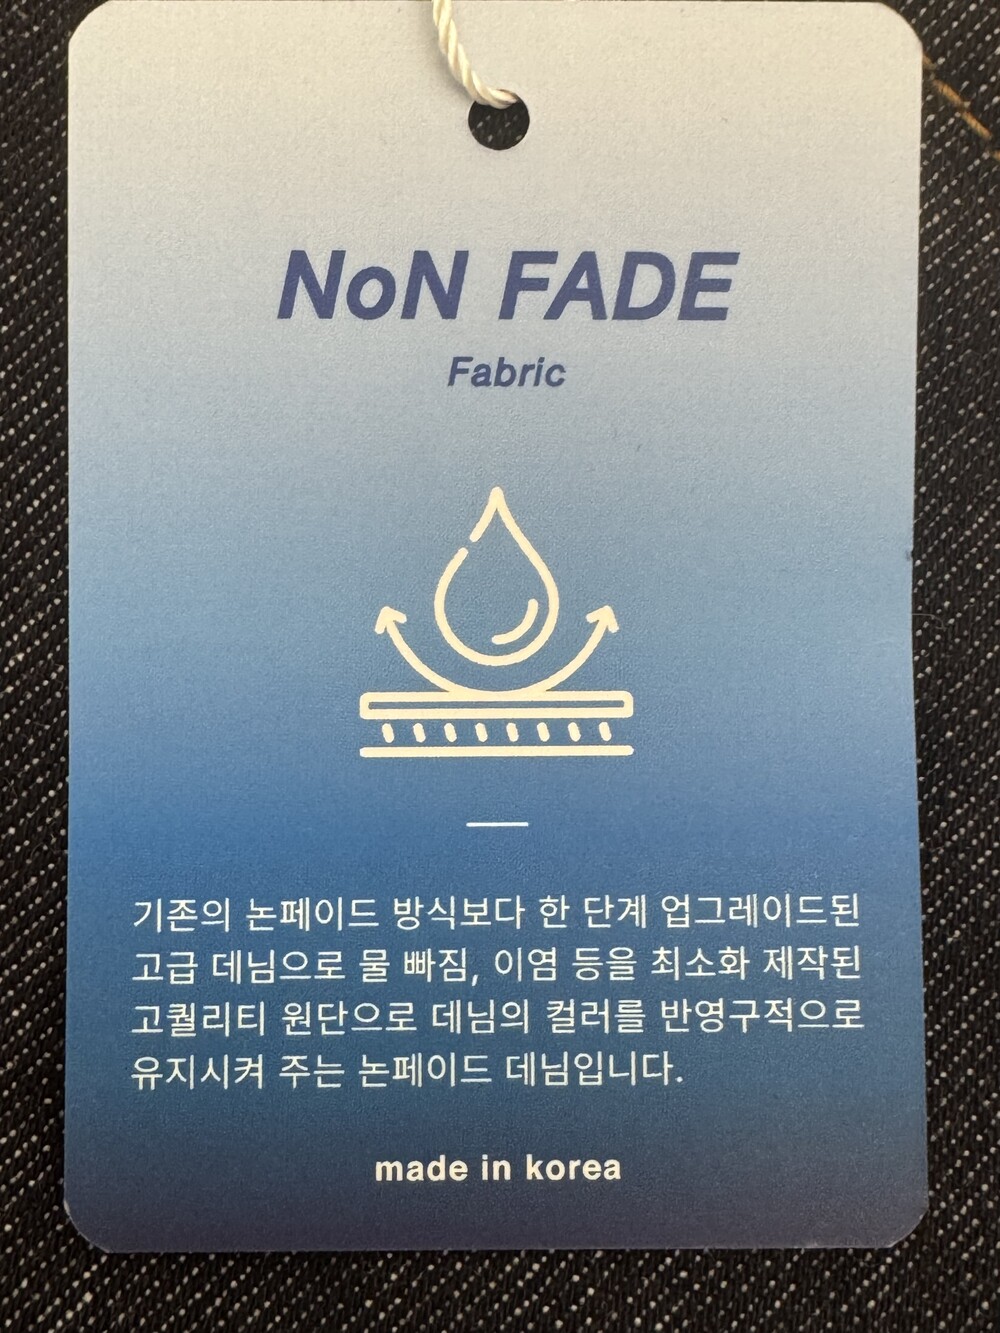 NoN FADE
Fabric
기존의 논페이드 방식보다 한 단계 업그레이드된
고급 데님으로 물 빠짐, 이염 등을 최소화 제작된
고퀄리티 원단으로 데님의 컬러를 반영구적으로
유지시켜 주는 논페이드 데님입니다.
made in korea